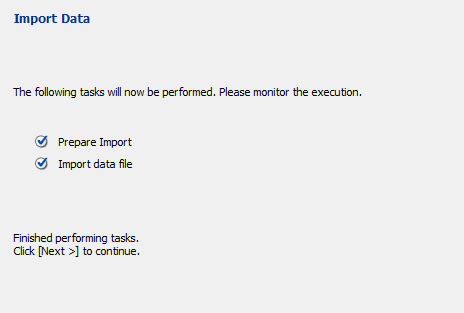 Import Data
The following tasks will now be performed. Please monitor the execution.
Prepare Import
Import data file
Finished performing tasks.
Click [Next >] to continue.